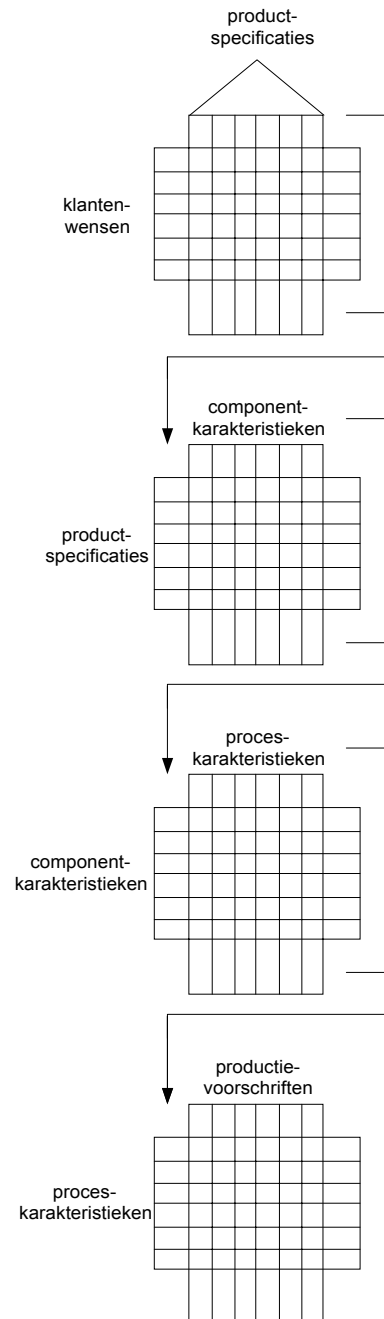 product-
specificaties
klanten-
wensen
component-
karakteristieken
product-
specificaties
proces-
karakteristieken
component-
karakteristieken
productie-
voorschriften
proces-
karakteristieken